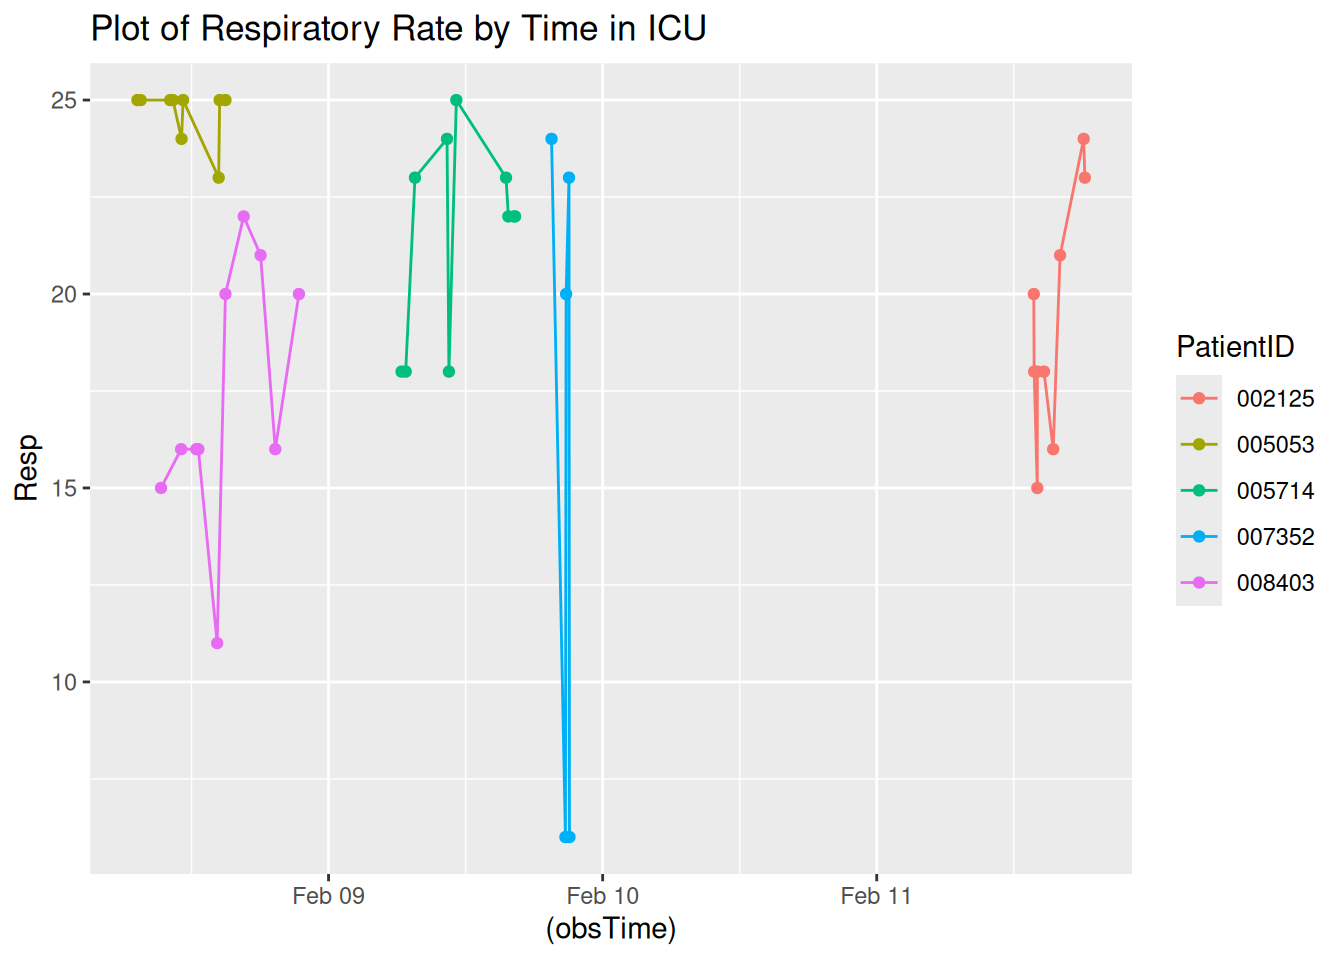 Plot of Respiratory Rate by Time in ICU
25
20
15
10
Resp
Feb 09
Feb 10
Feb 11
(obsTime)
PatientID
002125
005053
005714
007352
008403